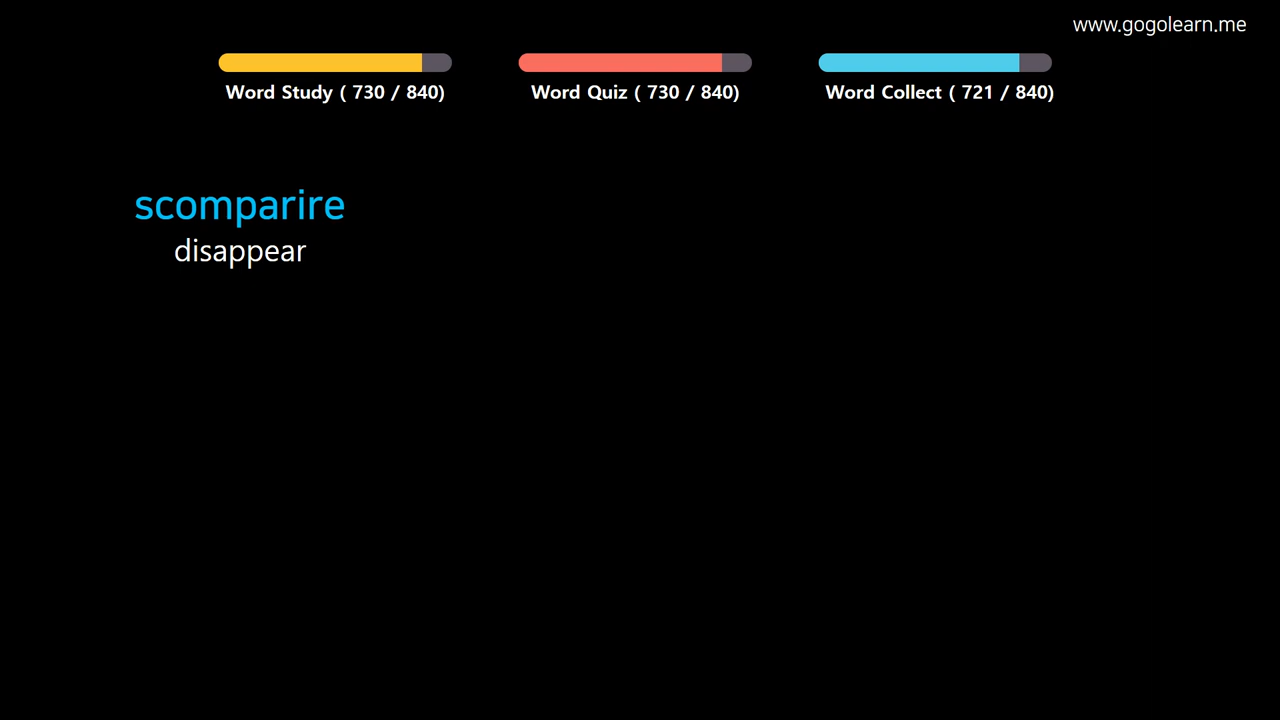 www.gogolearn.me
Word Study ( 730 / 840)
Word Quiz ( 730 / 840)
Word Collect ( 721 / 840)
scomparire
disappear